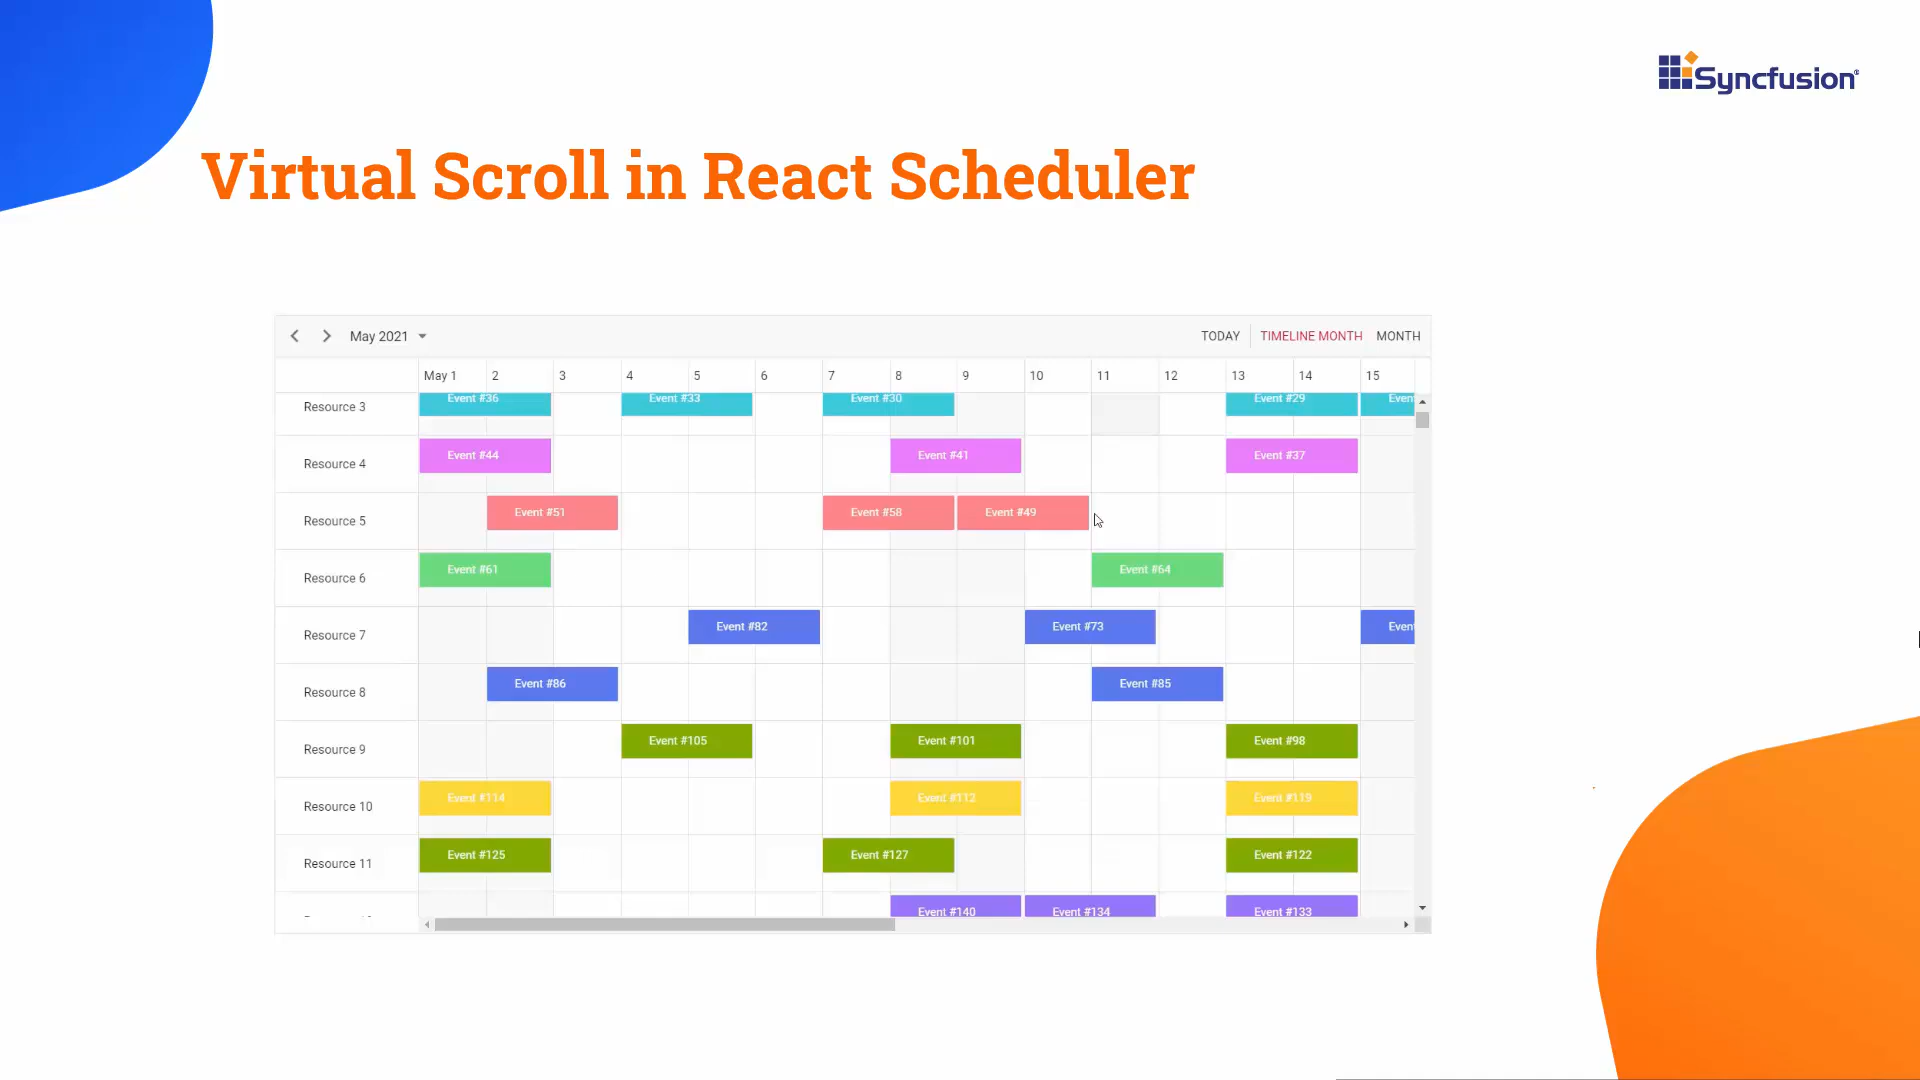 Syncfusion®
Virtual Scroll in React Scheduler
May 2021 TODAY TIMELINE MONTH MONTH
May 1 2 3 4 5 6 7 8 9 10 11 12 13 14 15
Resource 3 Event #36 Event #33 Event #30 Event #29 Even
Resource 4 Event #44 Event #41 Event #37
Resource 5 Event #51 Event #58 Event #49
Resource 6 Event #61 Event #64
Resource 7 Event #82 Event #73 Even
Resource 8 Event #86 Event #85
Resource 9 Event #105 Event #101 Event #98
Resource 10 Event #114 Event #112 Event #119
Resource 11 Event #125 Event #127 Event #122
Event #140 Event #134 Event #133